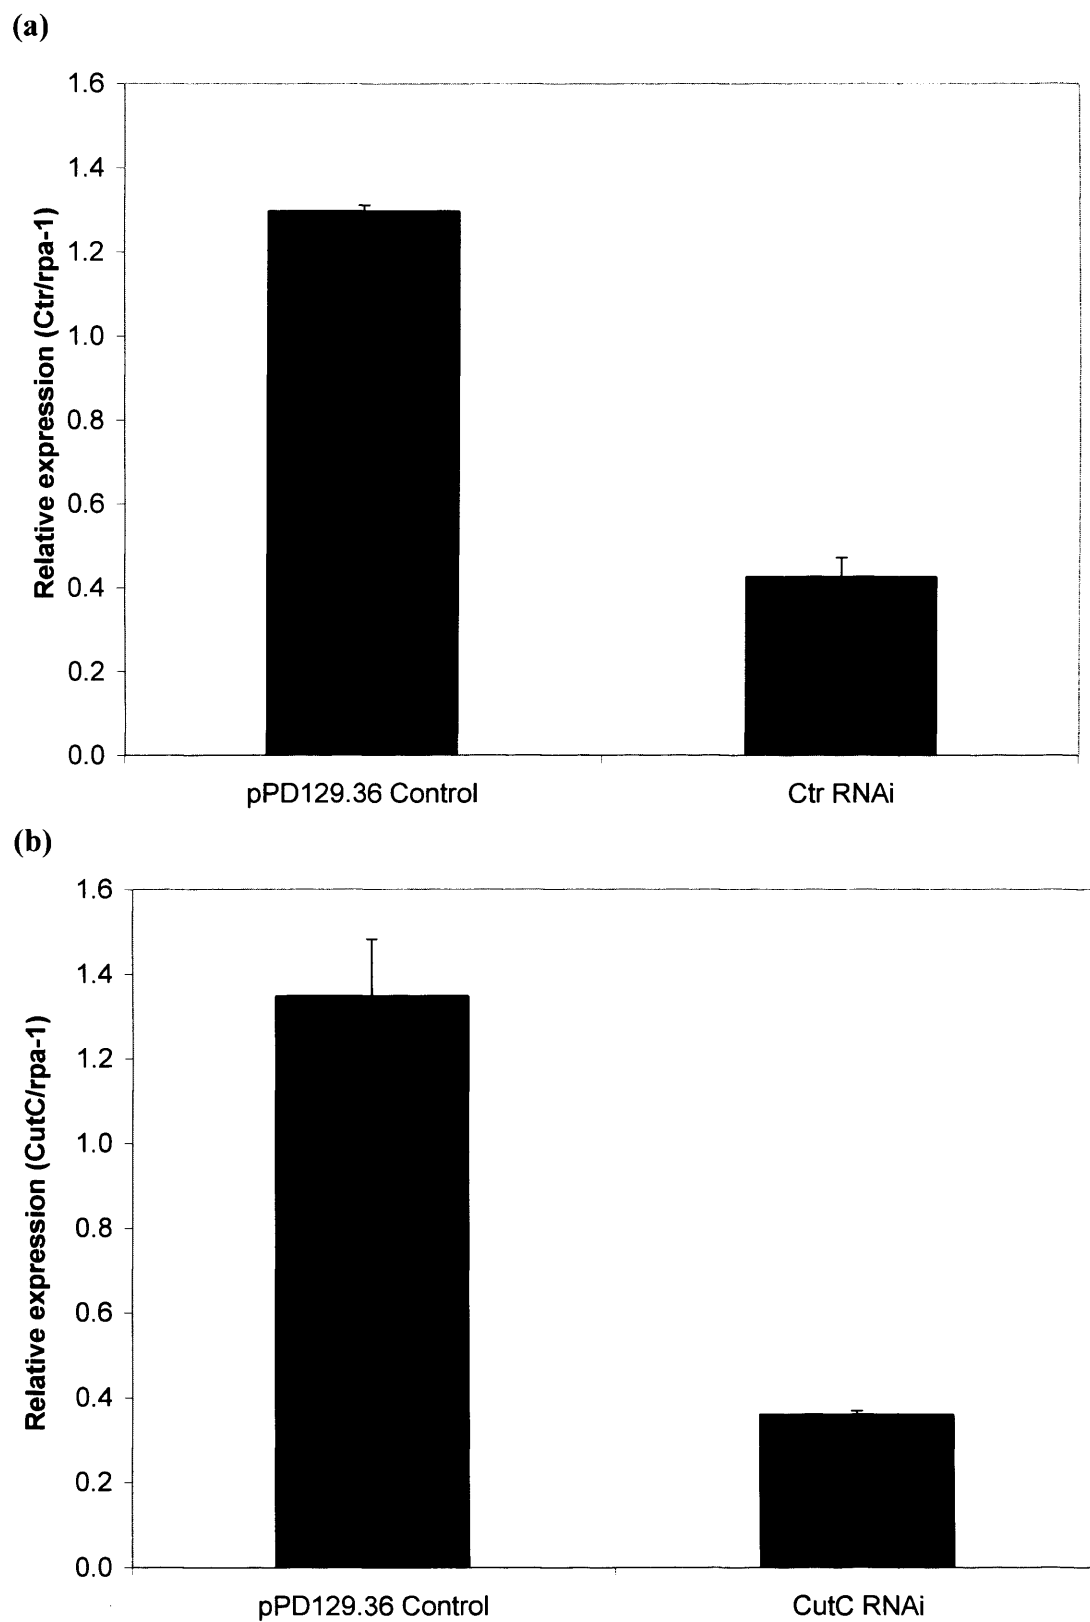 (a)
1.6
1.4
1.2
1.0
0.8
0.6
0.4
0.2
0.0
Relative expression (Ctr/rpa-1)
pPD129.36 Control
Ctr RNAi
(b)
1.6
1.4
1.2
1.0
0.8
0.6
0.4
0.2
0.0
Relative expression (CutC/rpa-1)
pPD129.36 Control
CutC RNAi